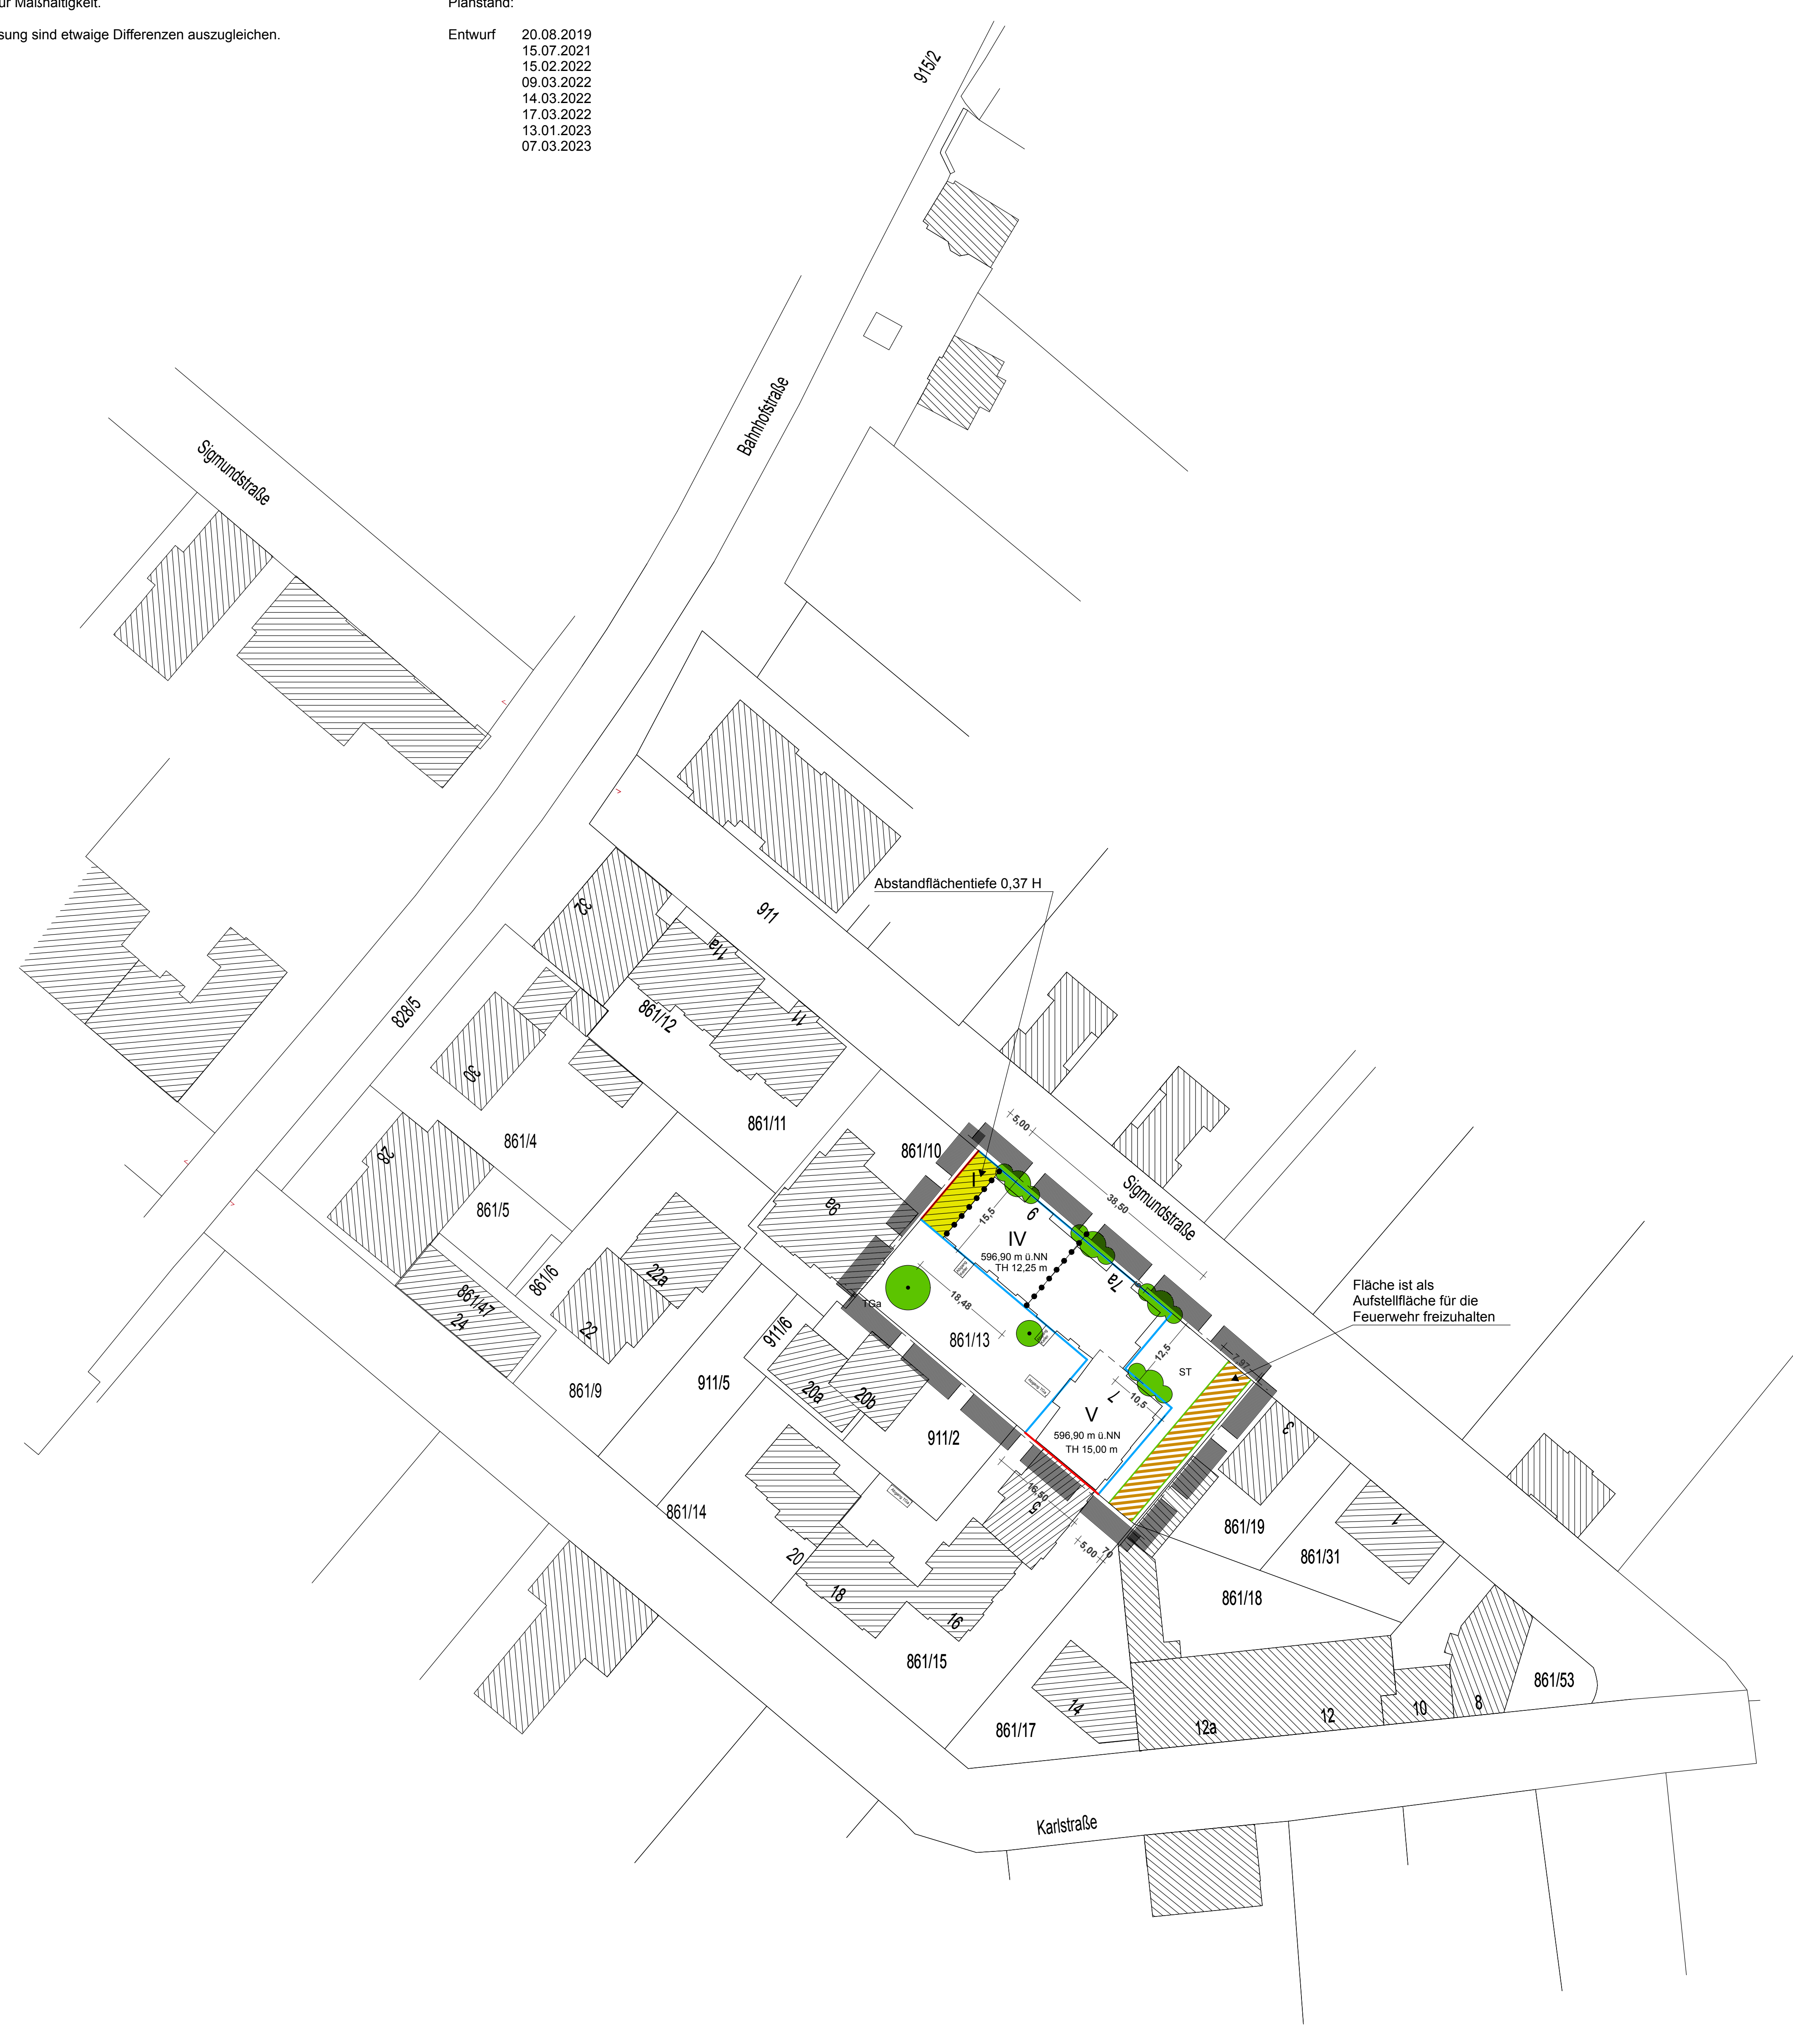 ur Maßhaltigkeit.
sung sind etwaige Differenzen auszugleichen.
Planstand:
Entwurf 20.08.2019
15.07.2021
15.02.2022
09.03.2022
14.03.2022
17.03.2022
13.01.2023
07.03.2023
915/2
Bahnhofstraße
Sigmundstraße
Abstandflächentiefe 0,37 H
911
32
11a
11
861/12
828/5
30
861/11
861/4
861/10
28
861/5
9a
5,00
38,50
Sigmundstraße
I
15,5
9
IV
596,90 m ü.NN
TH 12,25 m
7a
861/6
22a
861/47
24
22
TGa
18,48
861/13
Fläche ist als
Aufstellfläche für die
Feuerwehr freizuhalten
7,97
12,5
ST
10,5
7
V
596,90 m ü.NN
TH 15,00 m
861/9
911/6
911/5
20a
20b
911/2
3
16,50
5
5,00
70
861/14
20
18
16
861/15
861/19
1
861/31
861/18
14
861/17
12a
12
10
8
861/53
Karlstraße